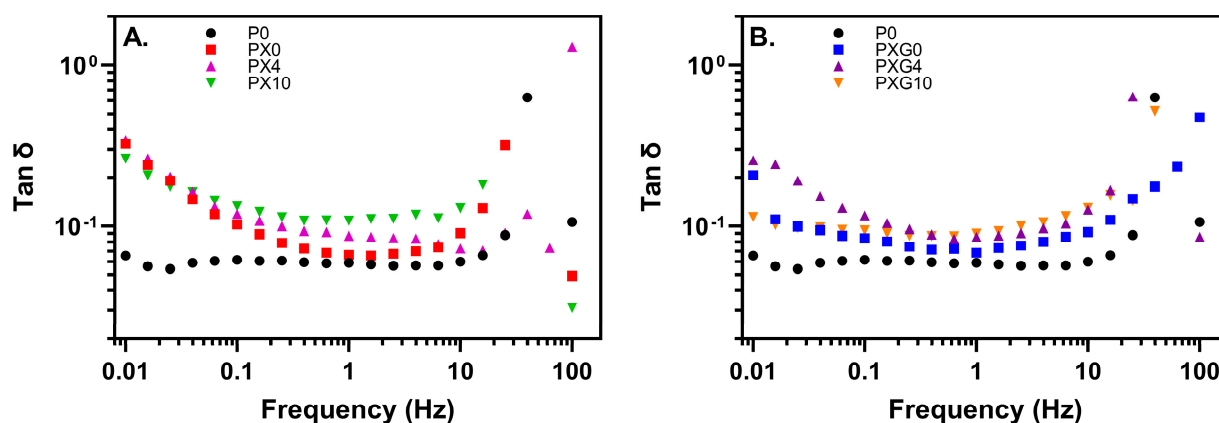 A.
P0
PX0
PX4
PX10
10⁰
10⁻¹
Tan δ
0.01 0.1 1 10 100
Frequency (Hz)
B.
P0
PXG0
PXG4
PXG10
10⁰
10⁻¹
Tan δ
0.01 0.1 1 10 100
Frequency (Hz)